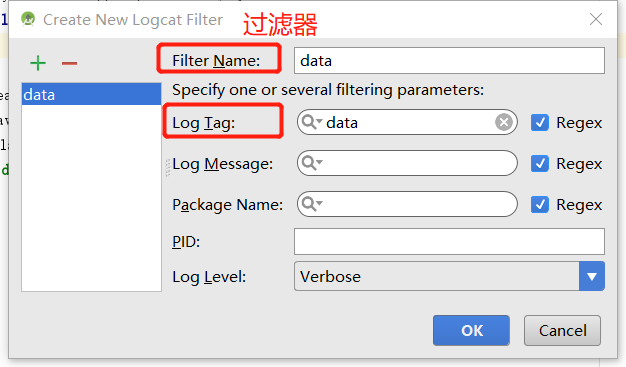 Create New Logcat Filter
过滤器
Filter Name: data
data
Specify one or several filtering parameters:
Log Tag: data Regex
Log Message: Regex
Package Name: Regex
PID:
Log Level: Verbose
OK Cancel